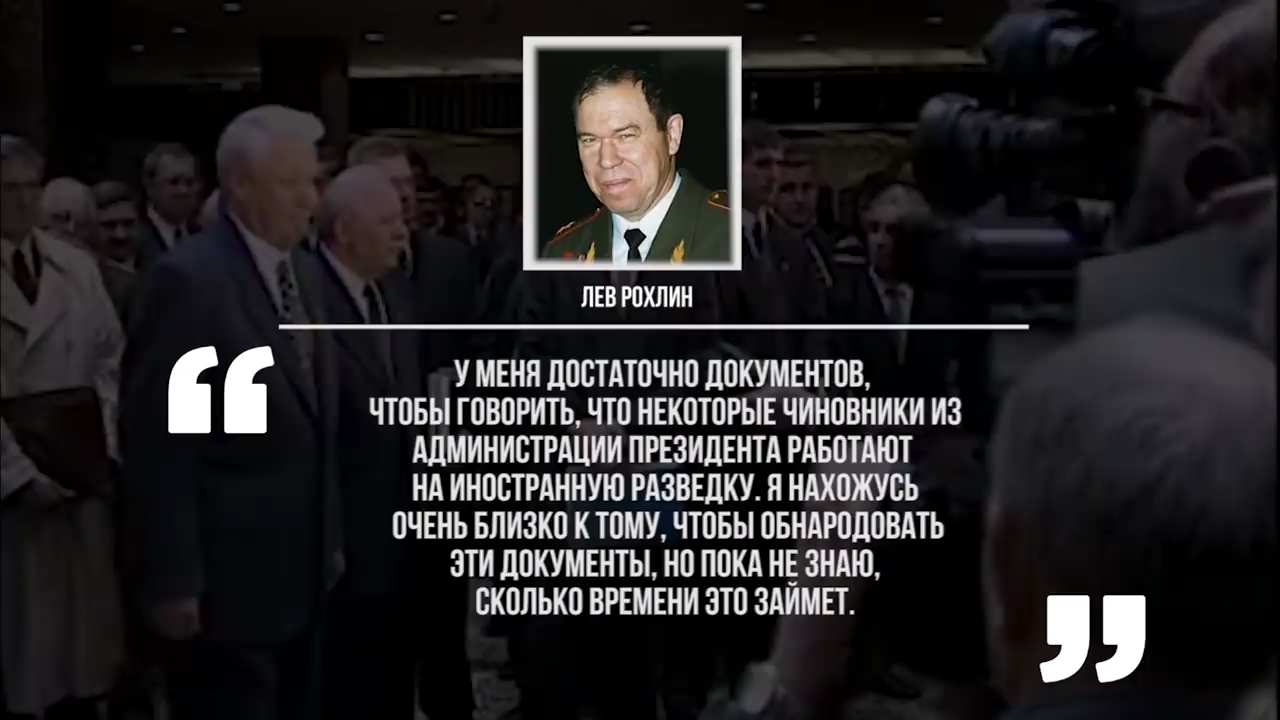 ЛЕВ РОХЛИН
“
У МЕНЯ ДОСТАТОЧНО ДОКУМЕНТОВ,
ЧТОБЫ ГОВОРИТЬ, ЧТО НЕКОТОРЫЕ ЧИНОВНИКИ ИЗ
АДМИНИСТРАЦИИ ПРЕЗИДЕНТА РАБОТАЮТ
НА ИНОСТРАННУЮ РАЗВЕДКУ. Я НАХОЖУСЬ
ОЧЕНЬ БЛИЗКО К ТОМУ, ЧТОБЫ ОБНАРОДОВАТЬ
ЭТИ ДОКУМЕНТЫ, НО ПОКА НЕ ЗНАЮ,
СКОЛЬКО ВРЕМЕНИ ЭТО ЗАЙМЕТ.
”